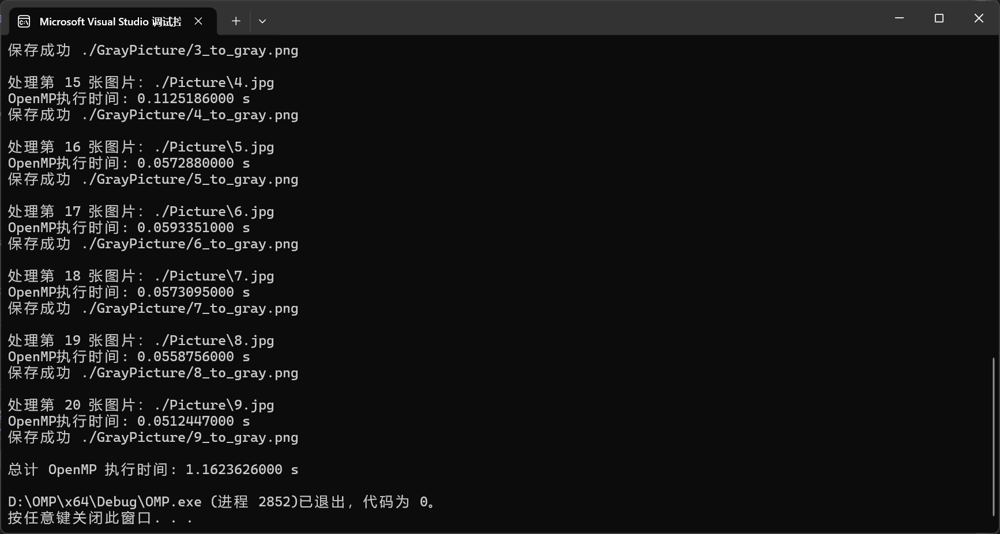 Microsoft Visual Studio 调试控
保存成功 ./GrayPicture/3_to_gray.png
处理第 15 张图片: ./Picture\4.jpg
OpenMP执行时间: 0.1125186000 s
保存成功 ./GrayPicture/4_to_gray.png
处理第 16 张图片: ./Picture\5.jpg
OpenMP执行时间: 0.0572880000 s
保存成功 ./GrayPicture/5_to_gray.png
处理第 17 张图片: ./Picture\6.jpg
OpenMP执行时间: 0.0593351000 s
保存成功 ./GrayPicture/6_to_gray.png
处理第 18 张图片: ./Picture\7.jpg
OpenMP执行时间: 0.0573095000 s
保存成功 ./GrayPicture/7_to_gray.png
处理第 19 张图片: ./Picture\8.jpg
OpenMP执行时间: 0.0558756000 s
保存成功 ./GrayPicture/8_to_gray.png
处理第 20 张图片: ./Picture\9.jpg
OpenMP执行时间: 0.0512447000 s
保存成功 ./GrayPicture/9_to_gray.png
总计 OpenMP 执行时间: 1.1623626000 s
D:\OMP\x64\Debug\OMP.exe (进程 2852)已退出，代码为 0。
按任意键关闭此窗口. . .